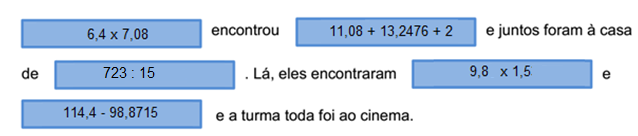 6,4 x 7,08 encontrou 11,08 + 13,2476 + 2 e juntos foram à casa
de 723 : 15 . Lá, eles encontraram 9,8 x 1,5 e
114,4 - 98,8715 e a turma toda foi ao cinema.